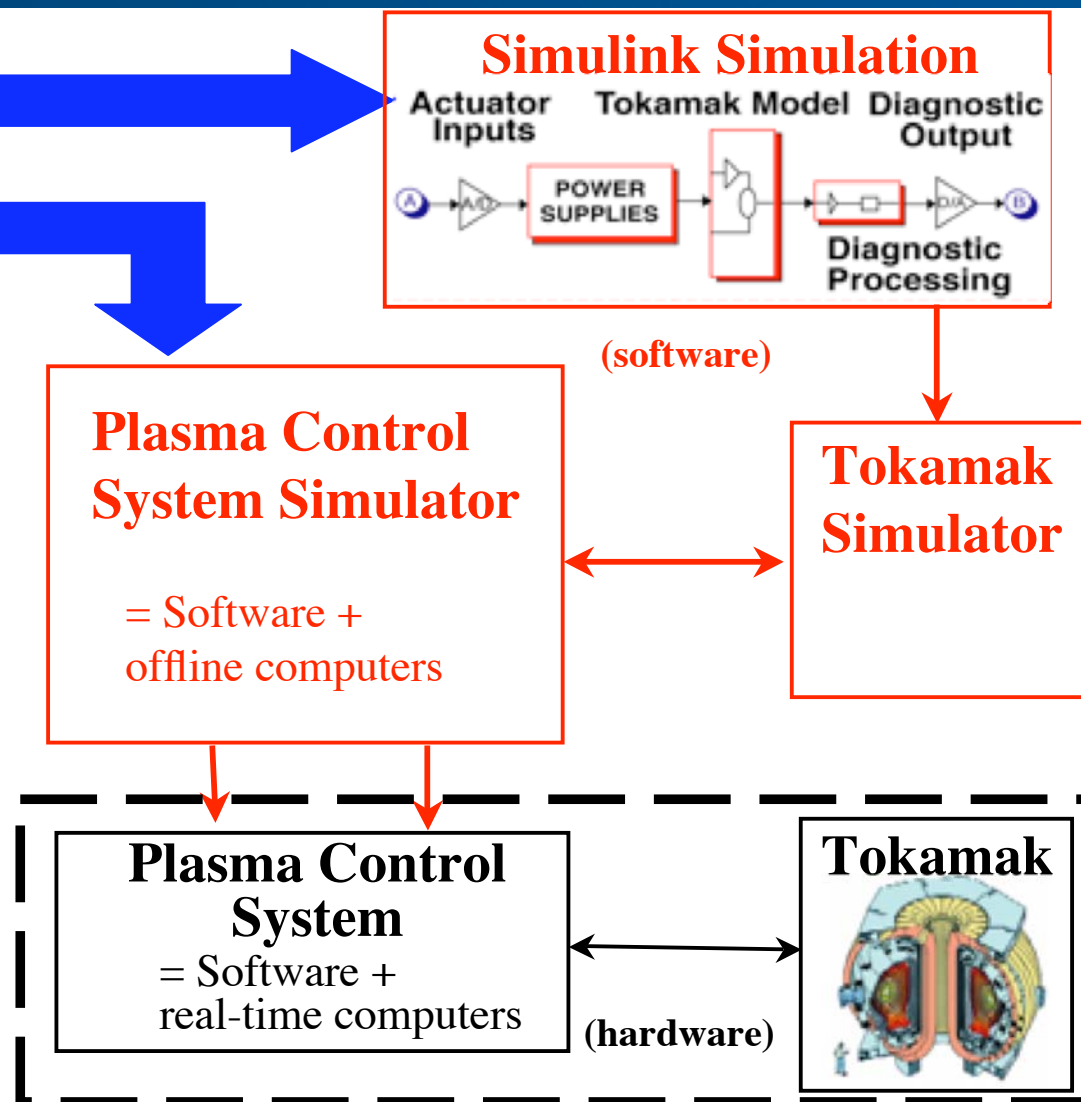 Simulink Simulation
Actuator Inputs
Tokamak Model
Diagnostic Output
A
A/D
POWER
SUPPLIES
D/A
B
Diagnostic
Processing
(software)
Plasma Control
System Simulator
= Software +
offline computers
Tokamak
Simulator
Plasma Control
System
= Software +
real-time computers
(hardware)
Tokamak